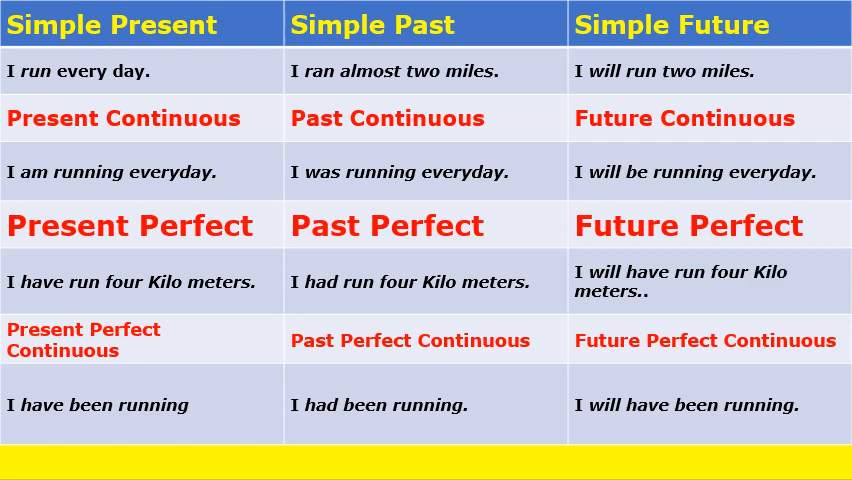 Simple Present
Simple Past
Simple Future
I run every day.
I ran almost two miles.
I will run two miles.
Present Continuous
Past Continuous
Future Continuous
I am running everyday.
I was running everyday.
I will be running everyday.
Present Perfect
Past Perfect
Future Perfect
I have run four Kilo meters.
I had run four Kilo meters.
I will have run four Kilo
meters..
Present Perfect
Continuous
Past Perfect Continuous
Future Perfect Continuous
I have been running
I had been running.
I will have been running.